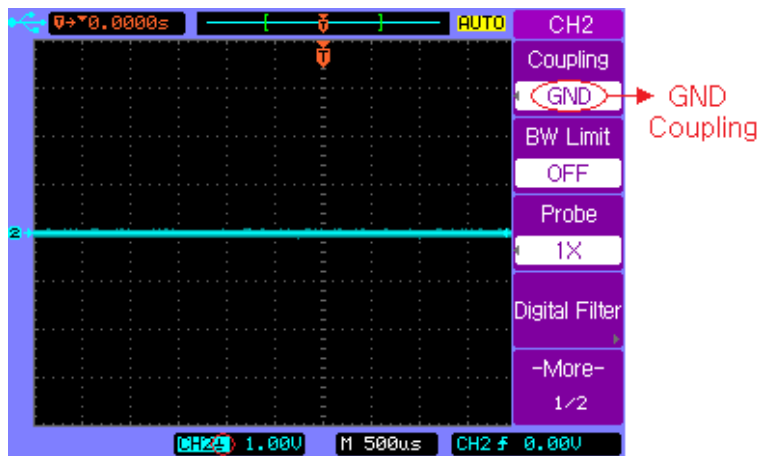 T→▼0.0000s
T
AUTO
CH2
T
Coupling
GND
GND
Coupling
BW Limit
OFF
Probe
2
1X
Digital Filter
-More-
1/2
CH2⏚ 1.00V
M 500us
CH2 ⨍ 0.00V